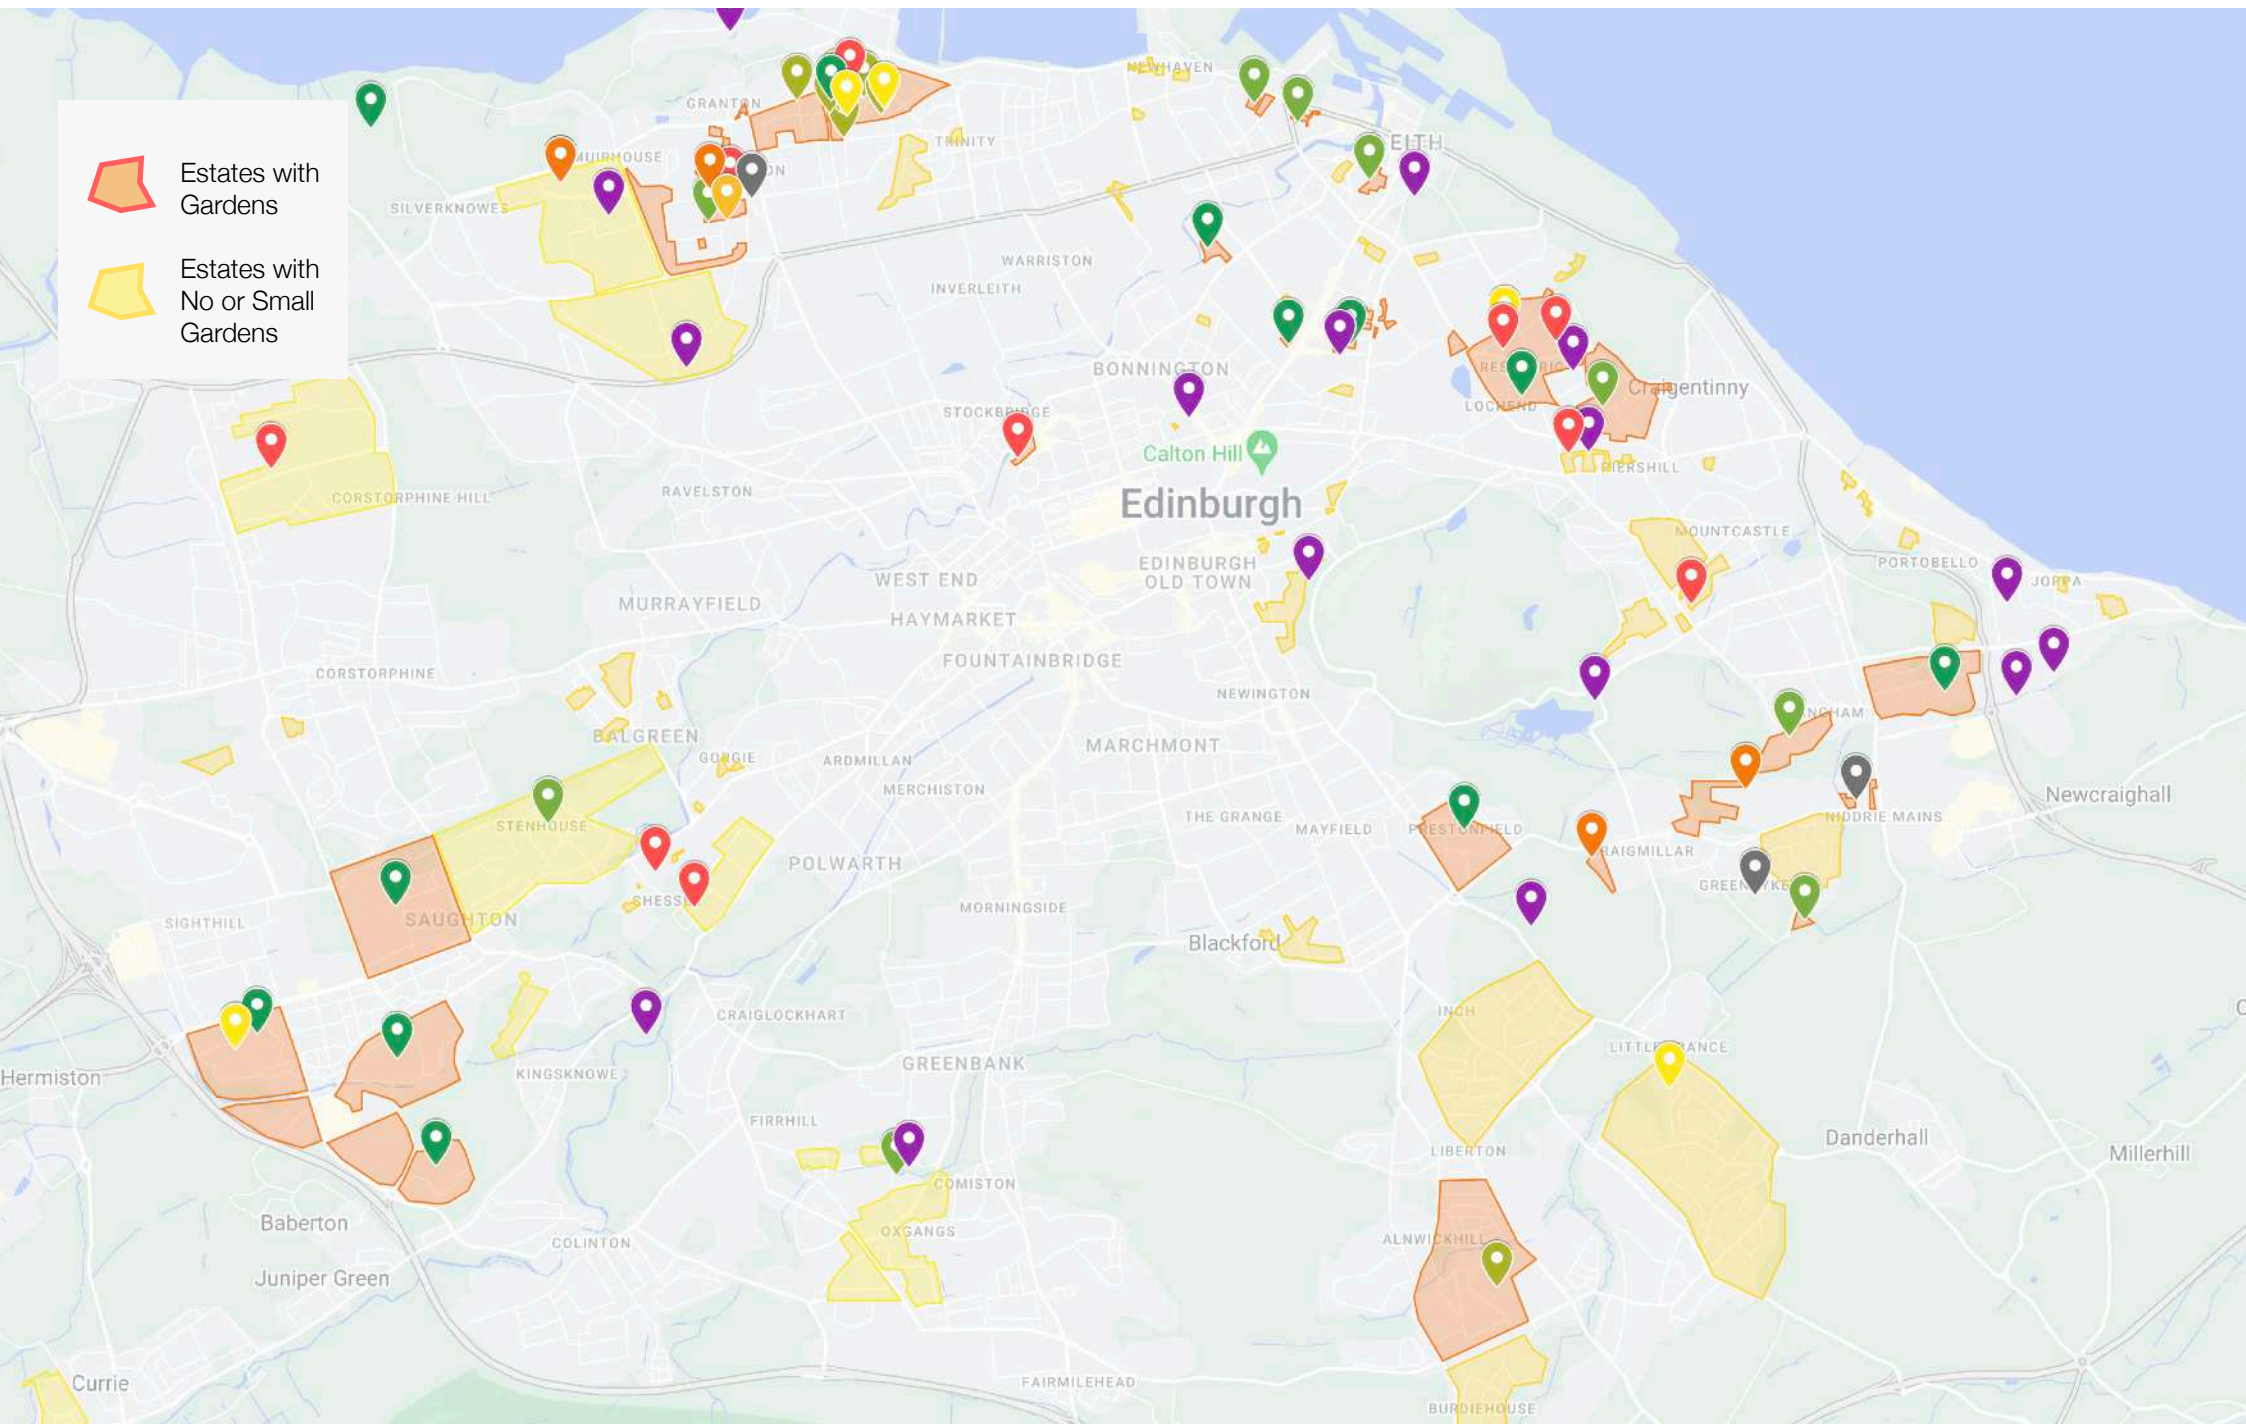 Estates with
Gardens
Estates with
No or Small
Gardens
NEWHAVEN
GRANTON
TRINITY
MUIRHOUSE
SILVERKNOWES
WARRISTON
INVERLEITH
BONNINGTON
STOCKBRIDGE
LOCHEND
Craigentinny
Calton Hill
PIERSHILL
CORSTORPHINE HILL
RAVELSTON
Edinburgh
MOUNTCASTLE
EDINBURGH
OLD TOWN
PORTOBELLO
JOPPA
WEST END
MURRAYFIELD
HAYMARKET
FOUNTAINBRIDGE
CORSTORPHINE
NEWINGTON
BALGREEN
GORGIE
ARDMILLAN
MARCHMONT
MERCHISTON
Newcraighall
STENHOUSE
THE GRANGE
MAYFIELD
PRESTONFIELD
NIDDRIE MAINS
RAIGMILLAR
POLWARTH
SIGHTHILL
SAUGHTON
MORNINGSIDE
Blackford
CRAIGLOCKHART
INCH
Hermiston
KINGSKNOWE
GREENBANK
FIRRHILL
LIBERTON
Danderhall
Millerhill
COMISTON
Baberton
COLINTON
OXGANGS
ALNWICKHILL
Juniper Green
Currie
FAIRMILEHEAD
BURDIEHOUSE